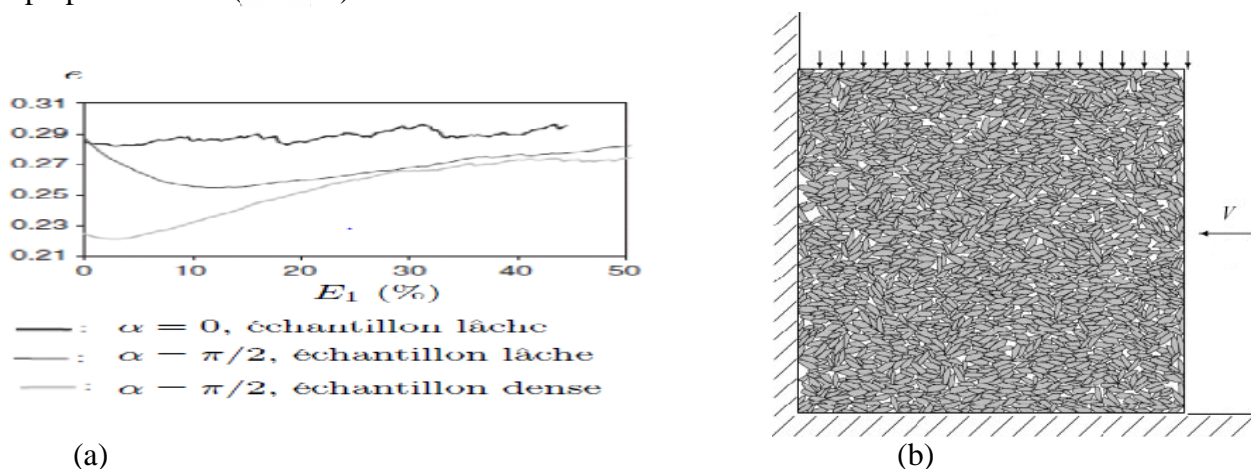 e
0.31
0.29
0.27
0.25
0.23
0.21
0 10 20 30 40 50
E₁ (%)
: α = 0, échantillon lâche
: α − π/2, échantillon lâche
: α − π/2, échantillon dense
(a)
V
(b)